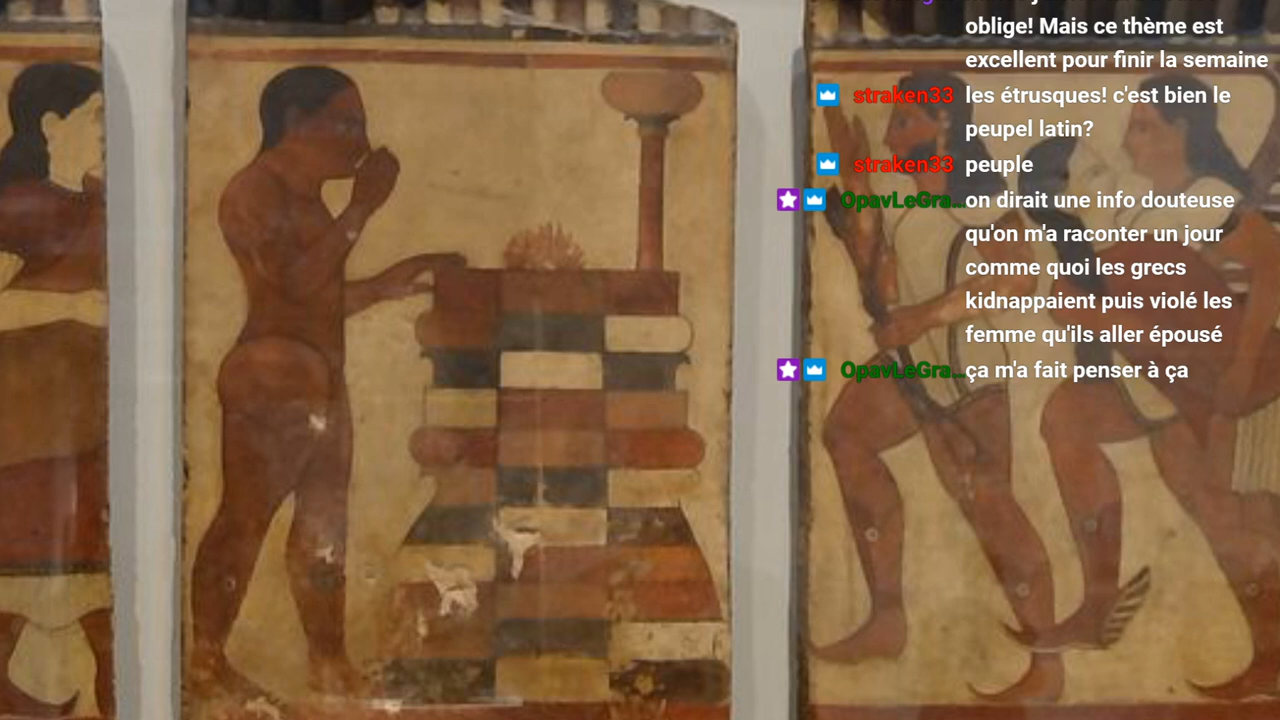 oblige! Mais ce thème est
excellent pour finir la semaine
straken33 les étrusques! c'est bien le
peupel latin?
straken33 peuple
OpavLeGra… on dirait une info douteuse
qu'on m'a raconter un jour
comme quoi les grecs
kidnappaient puis violé les
femme qu'ils aller épousé
OpavLeGra… ça m'a fait penser à ça